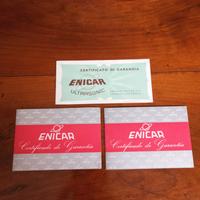 CERTIFICATO DI GARANZIA
ENICAR
ULTRASONIC
ENICAR
Certificado de Garantia
ENICAR
Certificado de Garantia